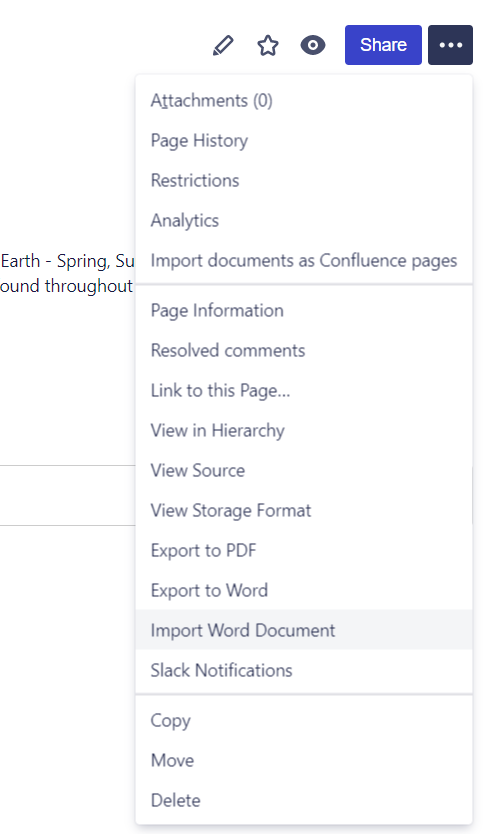 Share
Attachments (0)
Page History
Restrictions
Analytics
Earth - Spring, Su
Import documents as Confluence pages
ound throughout
Page Information
Resolved comments
Link to this Page...
View in Hierarchy
View Source
View Storage Format
Export to PDF
Export to Word
Import Word Document
Slack Notifications
Copy
Move
Delete